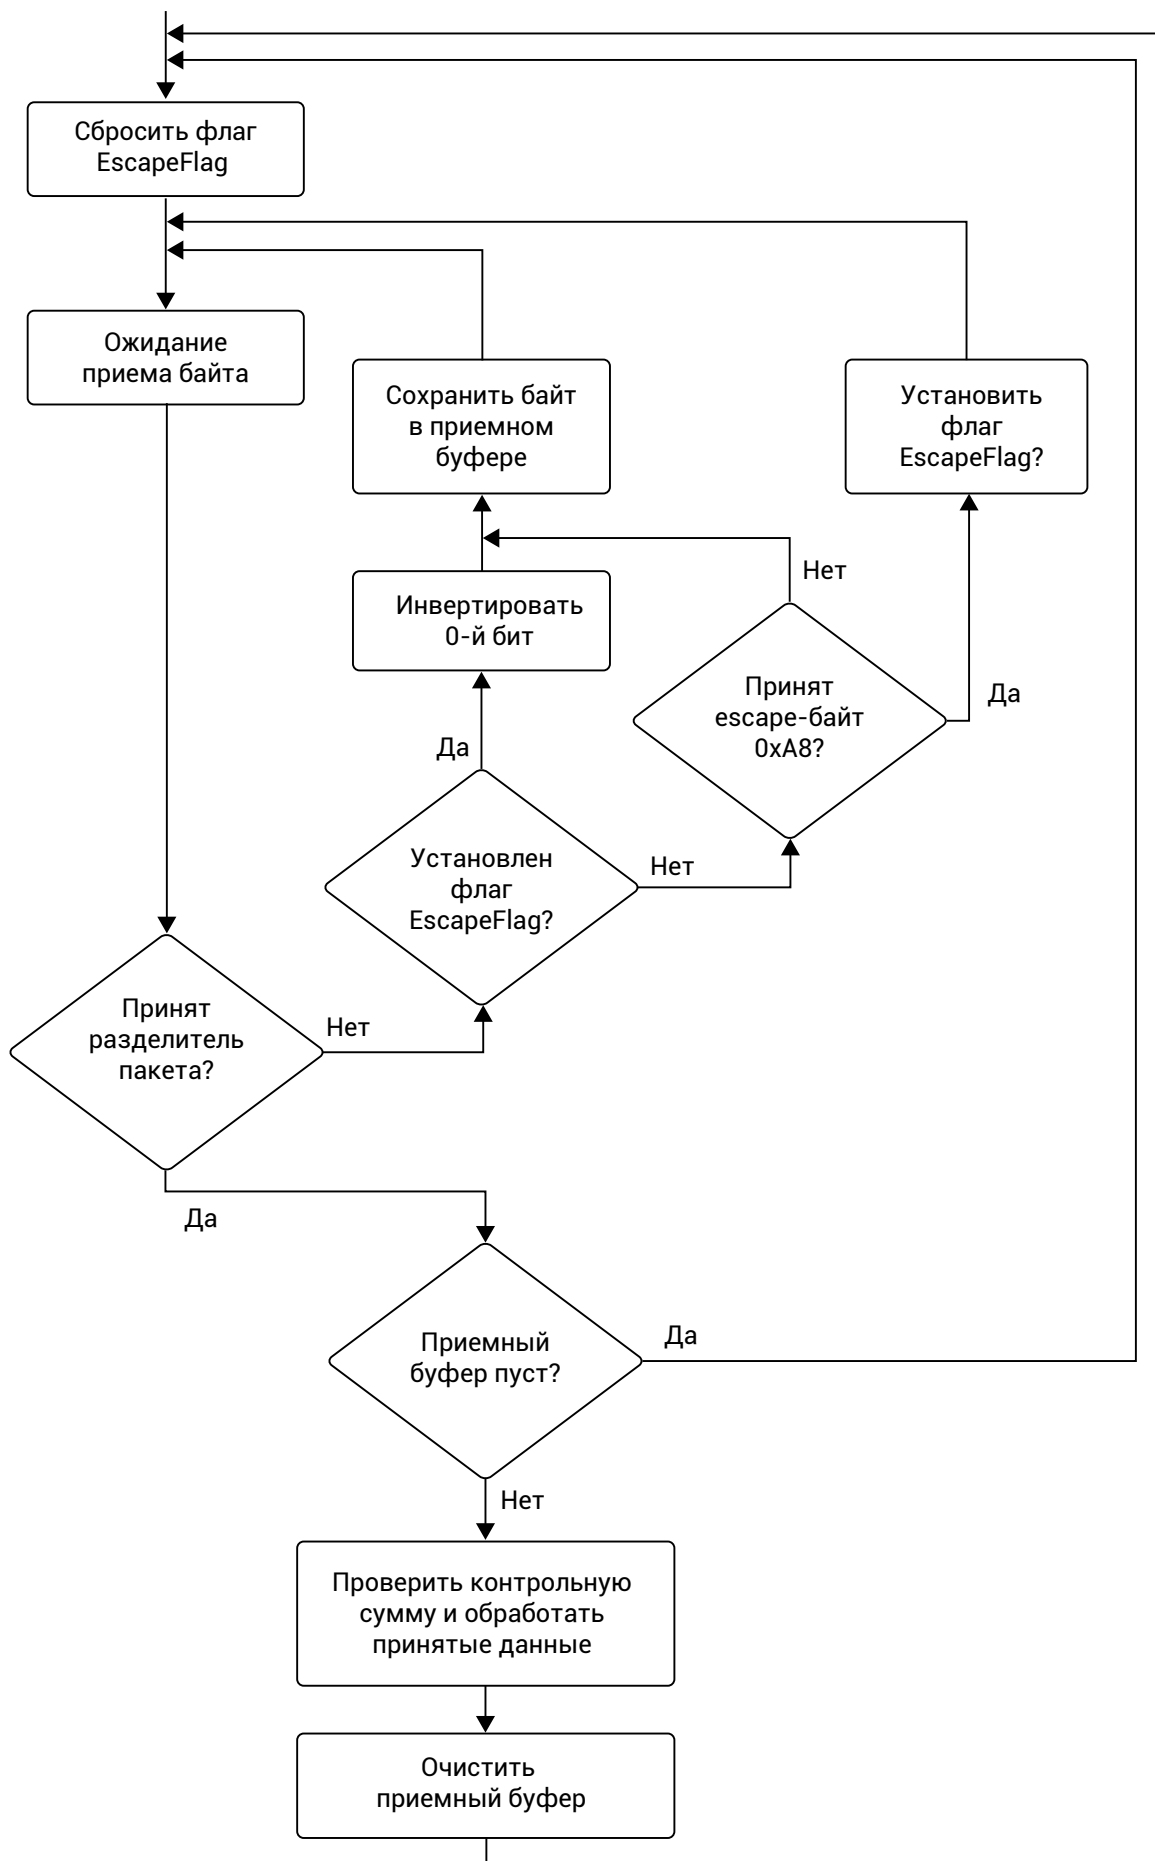 Сбросить флаг
EscapeFlag
Ожидание
приема байта
Сохранить байт
в приемном
буфере
Установить
флаг
EscapeFlag?
Нет
Инвертировать
0-й бит
Принят
escape-байт
0xA8?
Да
Да
Установлен
флаг
EscapeFlag?
Нет
Принят
разделитель
пакета?
Нет
Да
Приемный
буфер пуст?
Да
Нет
Проверить контрольную
сумму и обработать
принятые данные
Очистить
приемный буфер